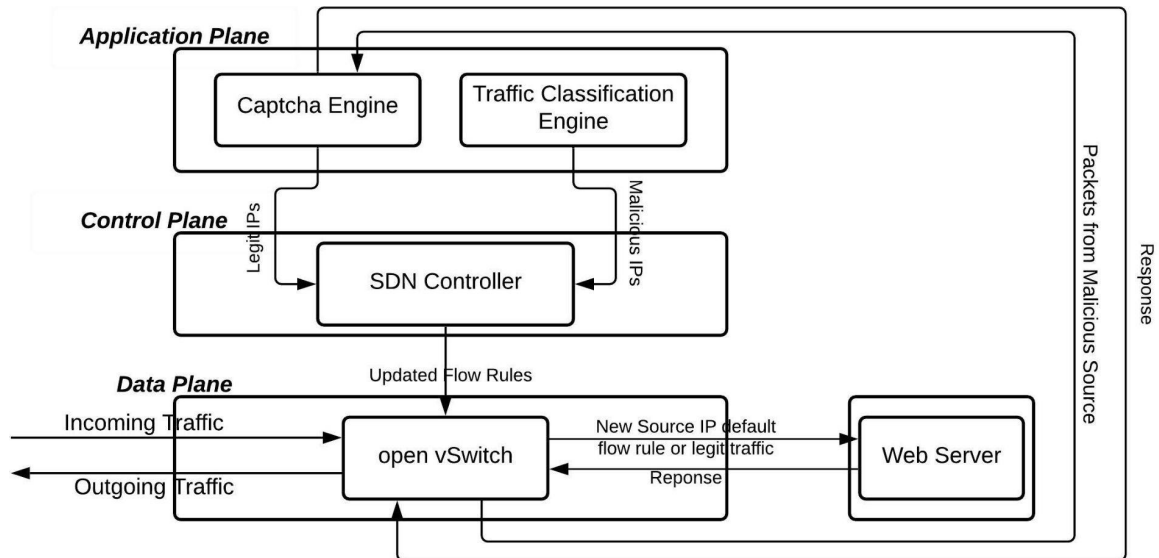 Application Plane
Captcha Engine
Traffic Classification
Engine
Packets from Malicious Source
Response
Legit IPs
Malicious IPs
Control Plane
SDN Controller
Updated Flow Rules
Data Plane
Incoming Traffic
Outgoing Traffic
open vSwitch
New Source IP default
flow rule or legit traffic
Reponse
Web Server